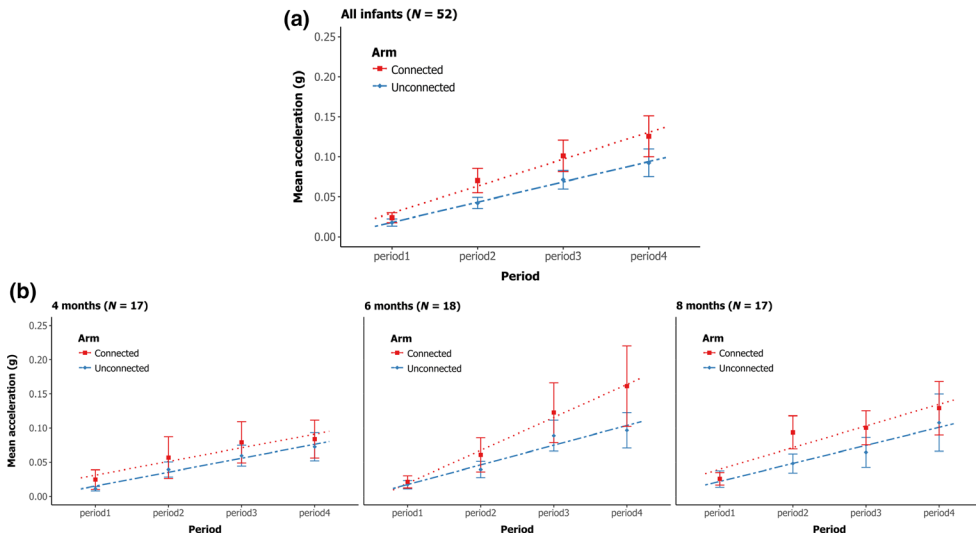 (a)
All infants (N = 52)
0.25
0.20
0.15
0.10
0.05
0.00
Mean acceleration (g)
Arm
Connected
Unconnected
period1 period2 period3 period4
Period
(b)
4 months (N = 17)
0.25
0.20
0.15
0.10
0.05
0.00
Mean acceleration (g)
Arm
Connected
Unconnected
period1 period2 period3 period4
Period
6 months (N = 18)
Arm
Connected
Unconnected
period1 period2 period3 period4
Period
8 months (N = 17)
Arm
Connected
Unconnected
period1 period2 period3 period4
Period